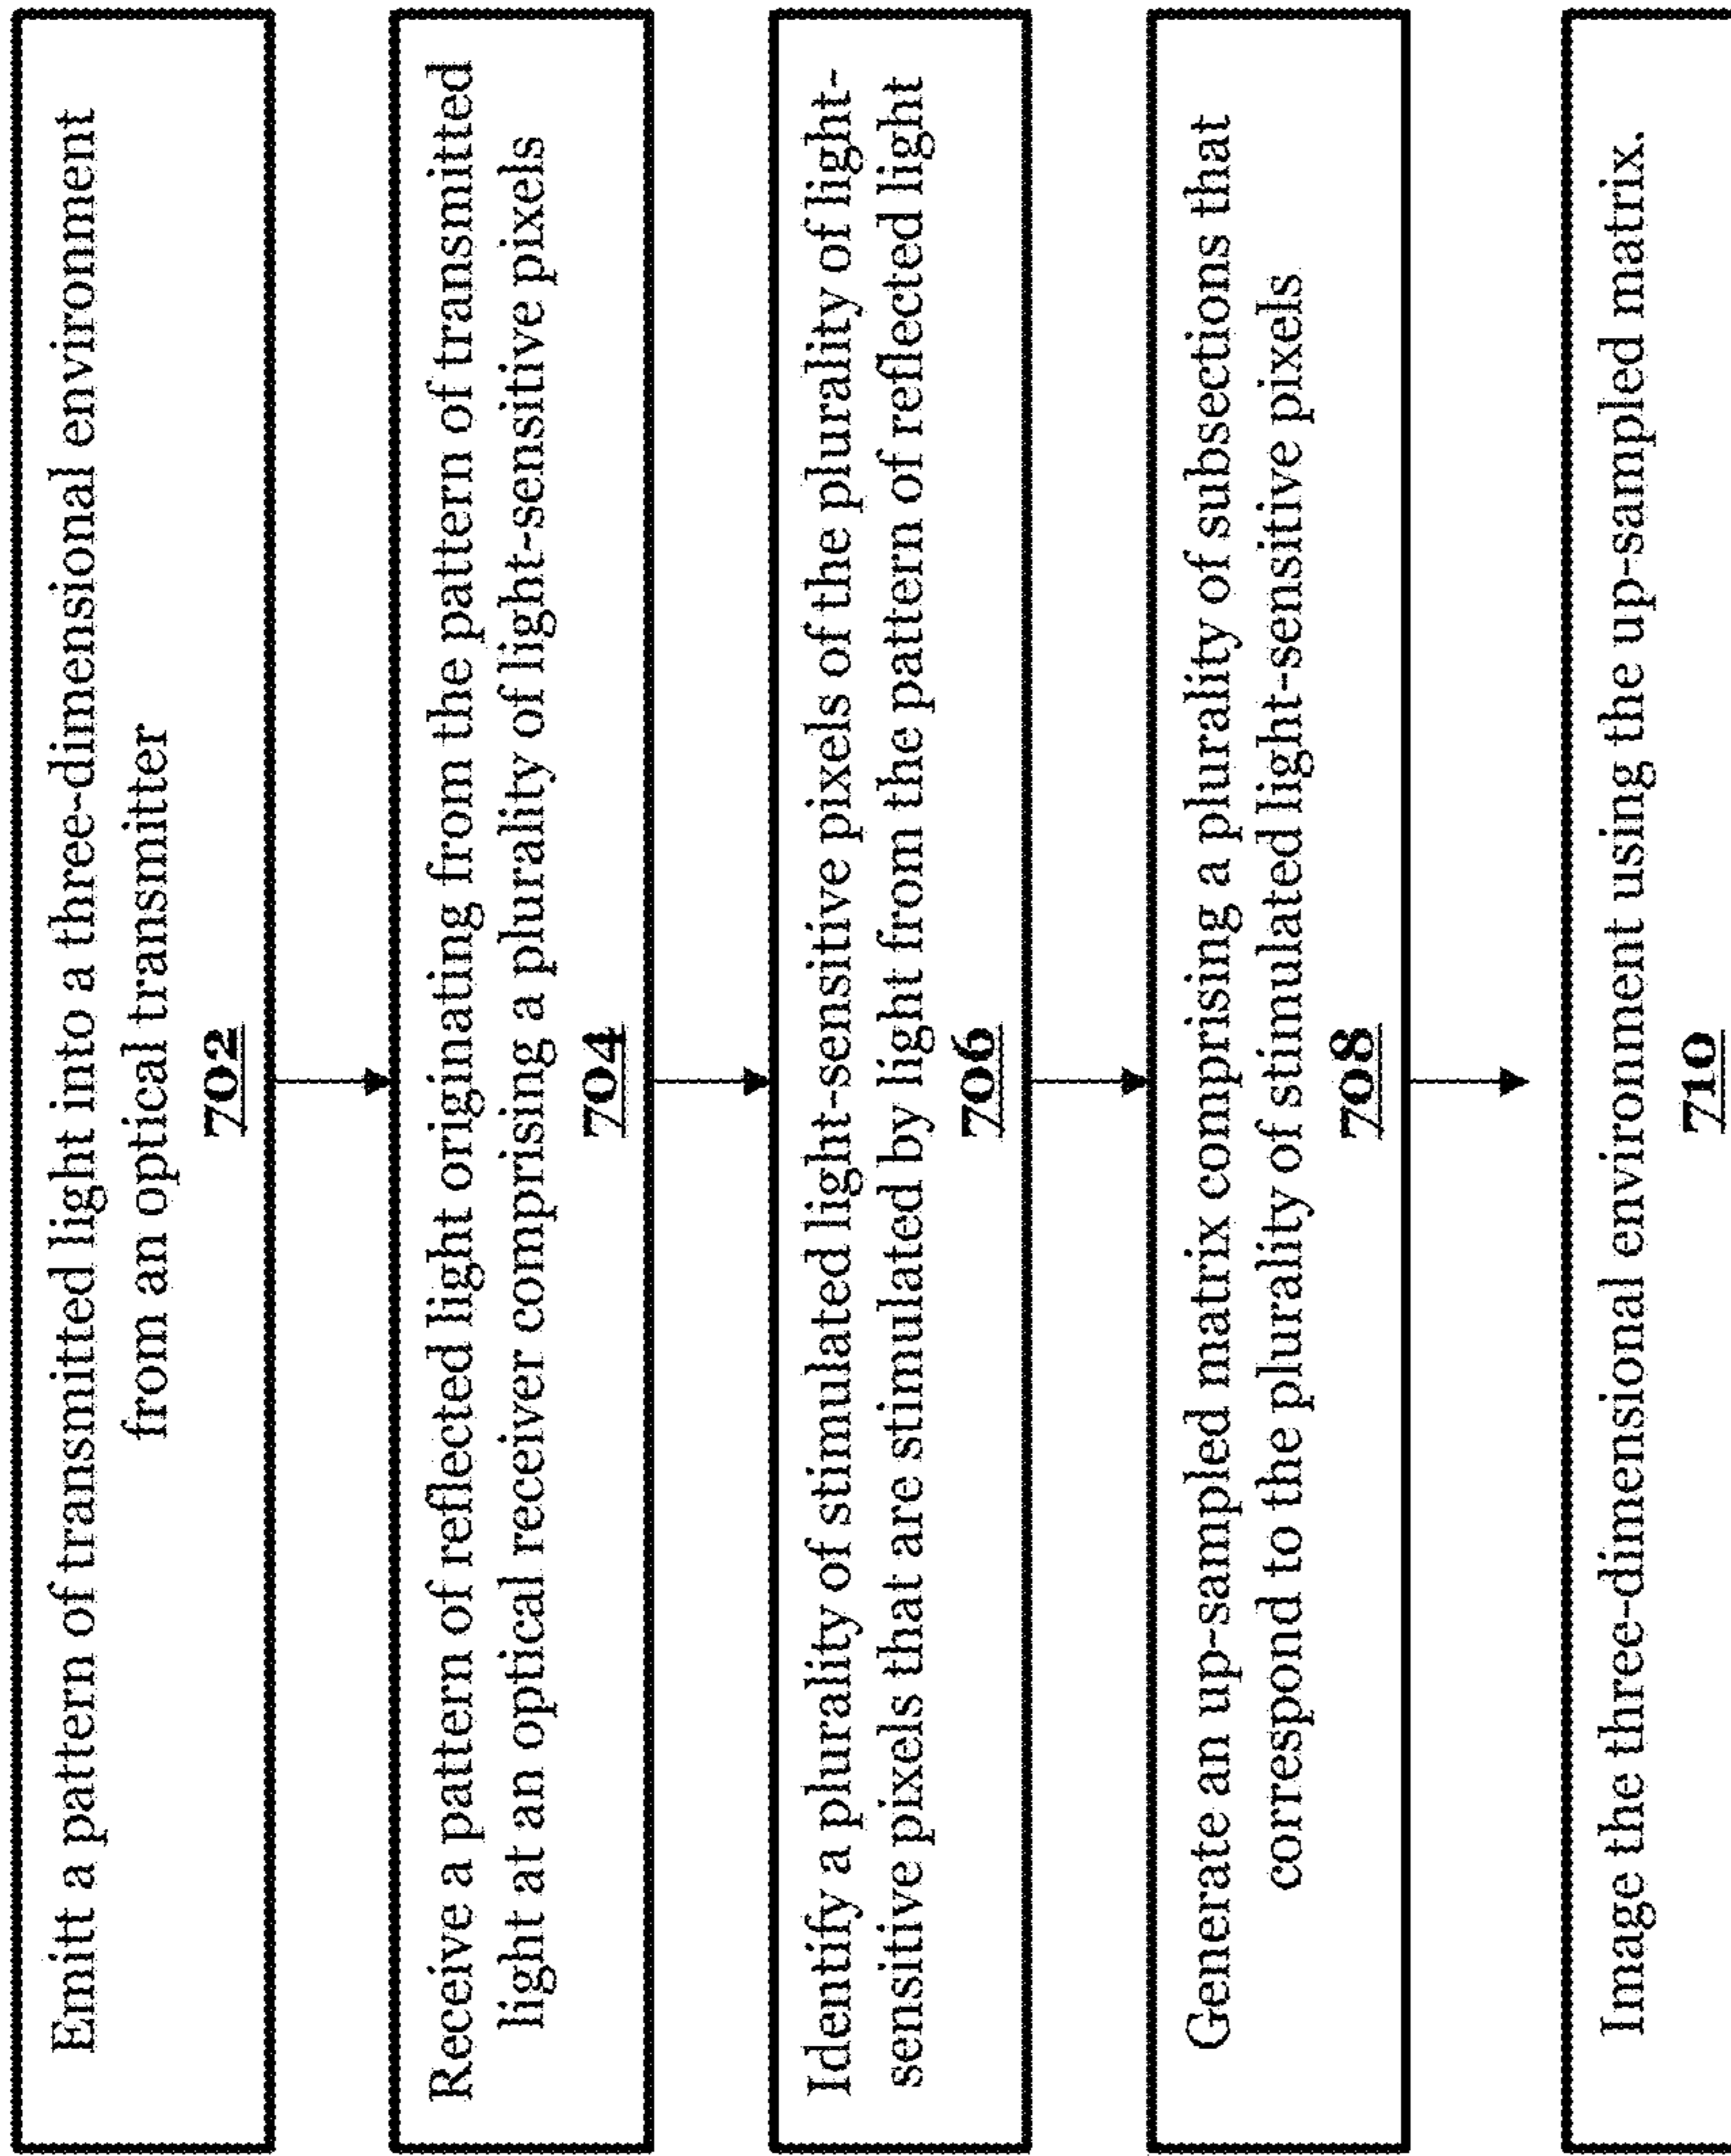 Emitt a pattern of transmitted light into a three-dimensional environment
from an optical transmitter
702
Receive a pattern of reflected light originating from the pattern of transmitted
light at an optical receiver comprising a plurality of light-sensitive pixels
704
Identify a plurality of stimulated light-sensitive pixels of the plurality of light-
sensitive pixels that are stimulated by light from the pattern of reflected light
706
Generate an up-sampled matrix comprising a plurality of subsections that
correspond to the plurality of stimulated light-sensitive pixels
708
Image the three-dimensional environment using the up-sampled matrix.
710